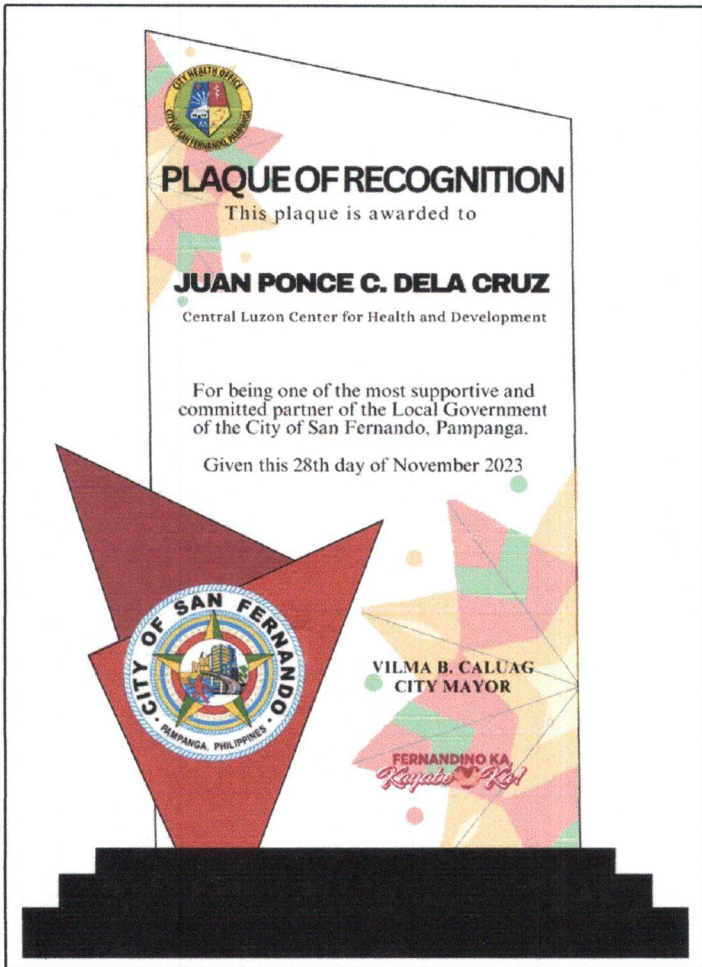 CITY HEALTH OFFICE
CITY OF SAN FERNANDO, PAMPANGA
PLAQUE OF RECOGNITION
This plaque is awarded to
JUAN PONCE C. DELA CRUZ
Central Luzon Center for Health and Development
For being one of the most supportive and
committed partner of the Local Government
of the City of San Fernando, Pampanga.
Given this 28th day of November 2023
CITY OF SAN FERNANDO
PAMPANGA, PHILIPPINES
VILMA B. CALUAG
CITY MAYOR
FERNANDINO KA,
Kayabe Ka!